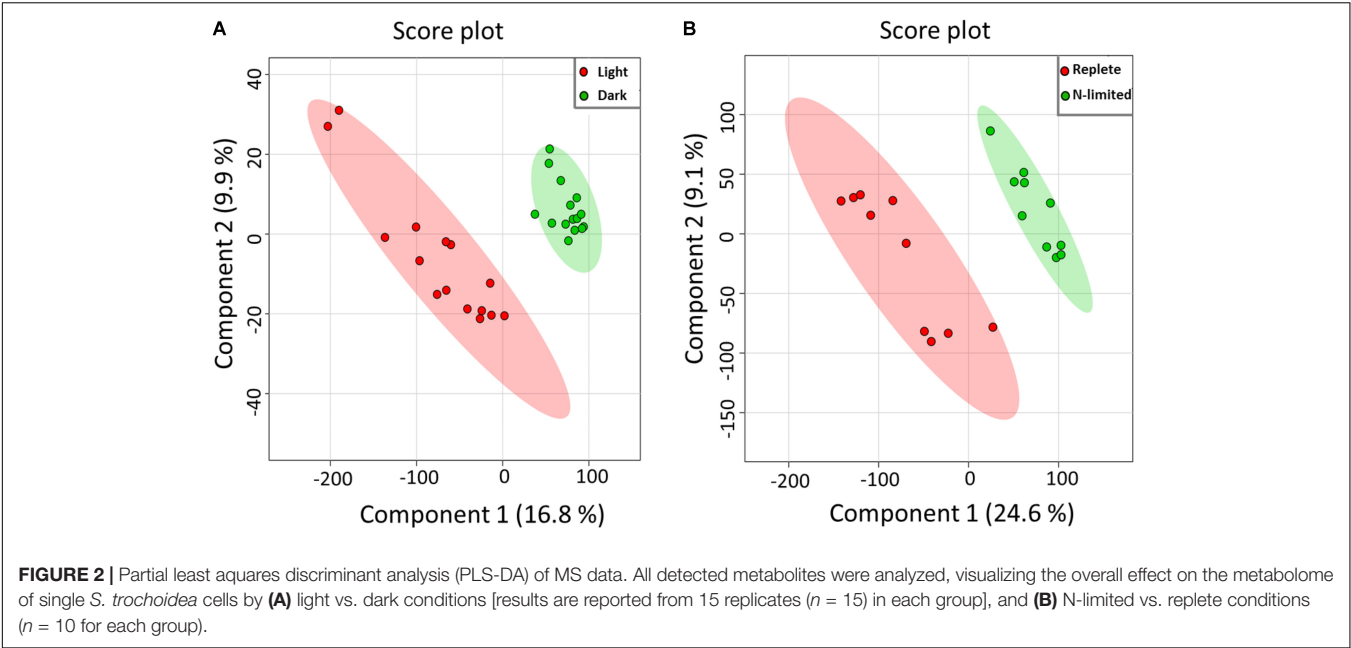 A
Score plot
Light
Dark
40
20
0
-20
-40
Component 2 (9.9 %)
-200
-100
0
100
Component 1 (16.8 %)
B
Score plot
Replete
N-limited
100
50
0
-50
-100
-150
Component 2 (9.1 %)
-200
-100
0
100
Component 1 (24.6 %)
FIGURE 2 | Partial least aquares discriminant analysis (PLS-DA) of MS data. All detected metabolites were analyzed, visualizing the overall effect on the metabolome
of single S. trochoidea cells by (A) light vs. dark conditions [results are reported from 15 replicates (n = 15) in each group], and (B) N-limited vs. replete conditions
(n = 10 for each group).